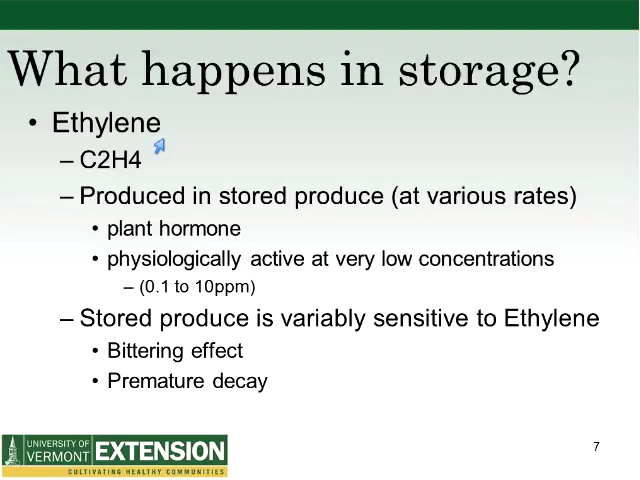 What happens in storage?
• Ethylene
– C2H4
– Produced in stored produce (at various rates)
• plant hormone
• physiologically active at very low concentrations
– (0.1 to 10ppm)
– Stored produce is variably sensitive to Ethylene
• Bittering effect
• Premature decay
UNIVERSITY OF
VERMONT EXTENSION
CULTIVATING HEALTHY COMMUNITIES
7